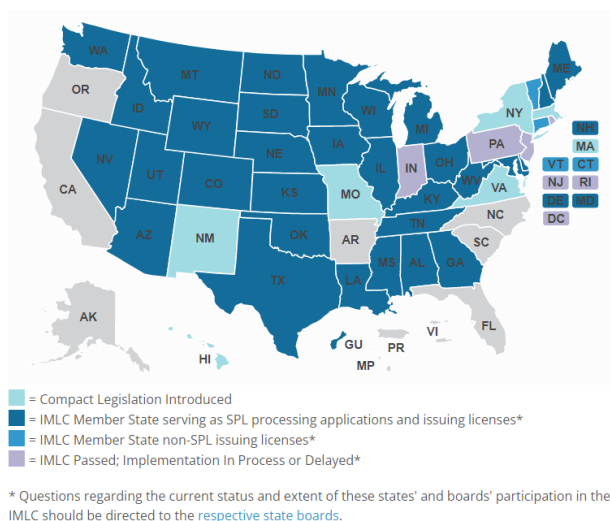 WA
ME
MT
ND
OR
MN
ID
SD
WI
NY
NH
WY
MI
MA
IA
PA
NE
VT CT
NV
IL
IN
OH
NJ RI
UT
CO
WV
VA
DE MD
CA
KS
MO
KY
DC
NC
TN
AZ
NM
OK
AR
SC
MS
AL
GA
TX
LA
AK
FL
GU
VI
HI
PR
MP
= Compact Legislation Introduced
= IMLC Member State serving as SPL processing applications and issuing licenses*
= IMLC Member State non-SPL issuing licenses*
= IMLC Passed; Implementation In Process or Delayed*
* Questions regarding the current status and extent of these states' and boards' participation in the
IMLC should be directed to the respective state boards.